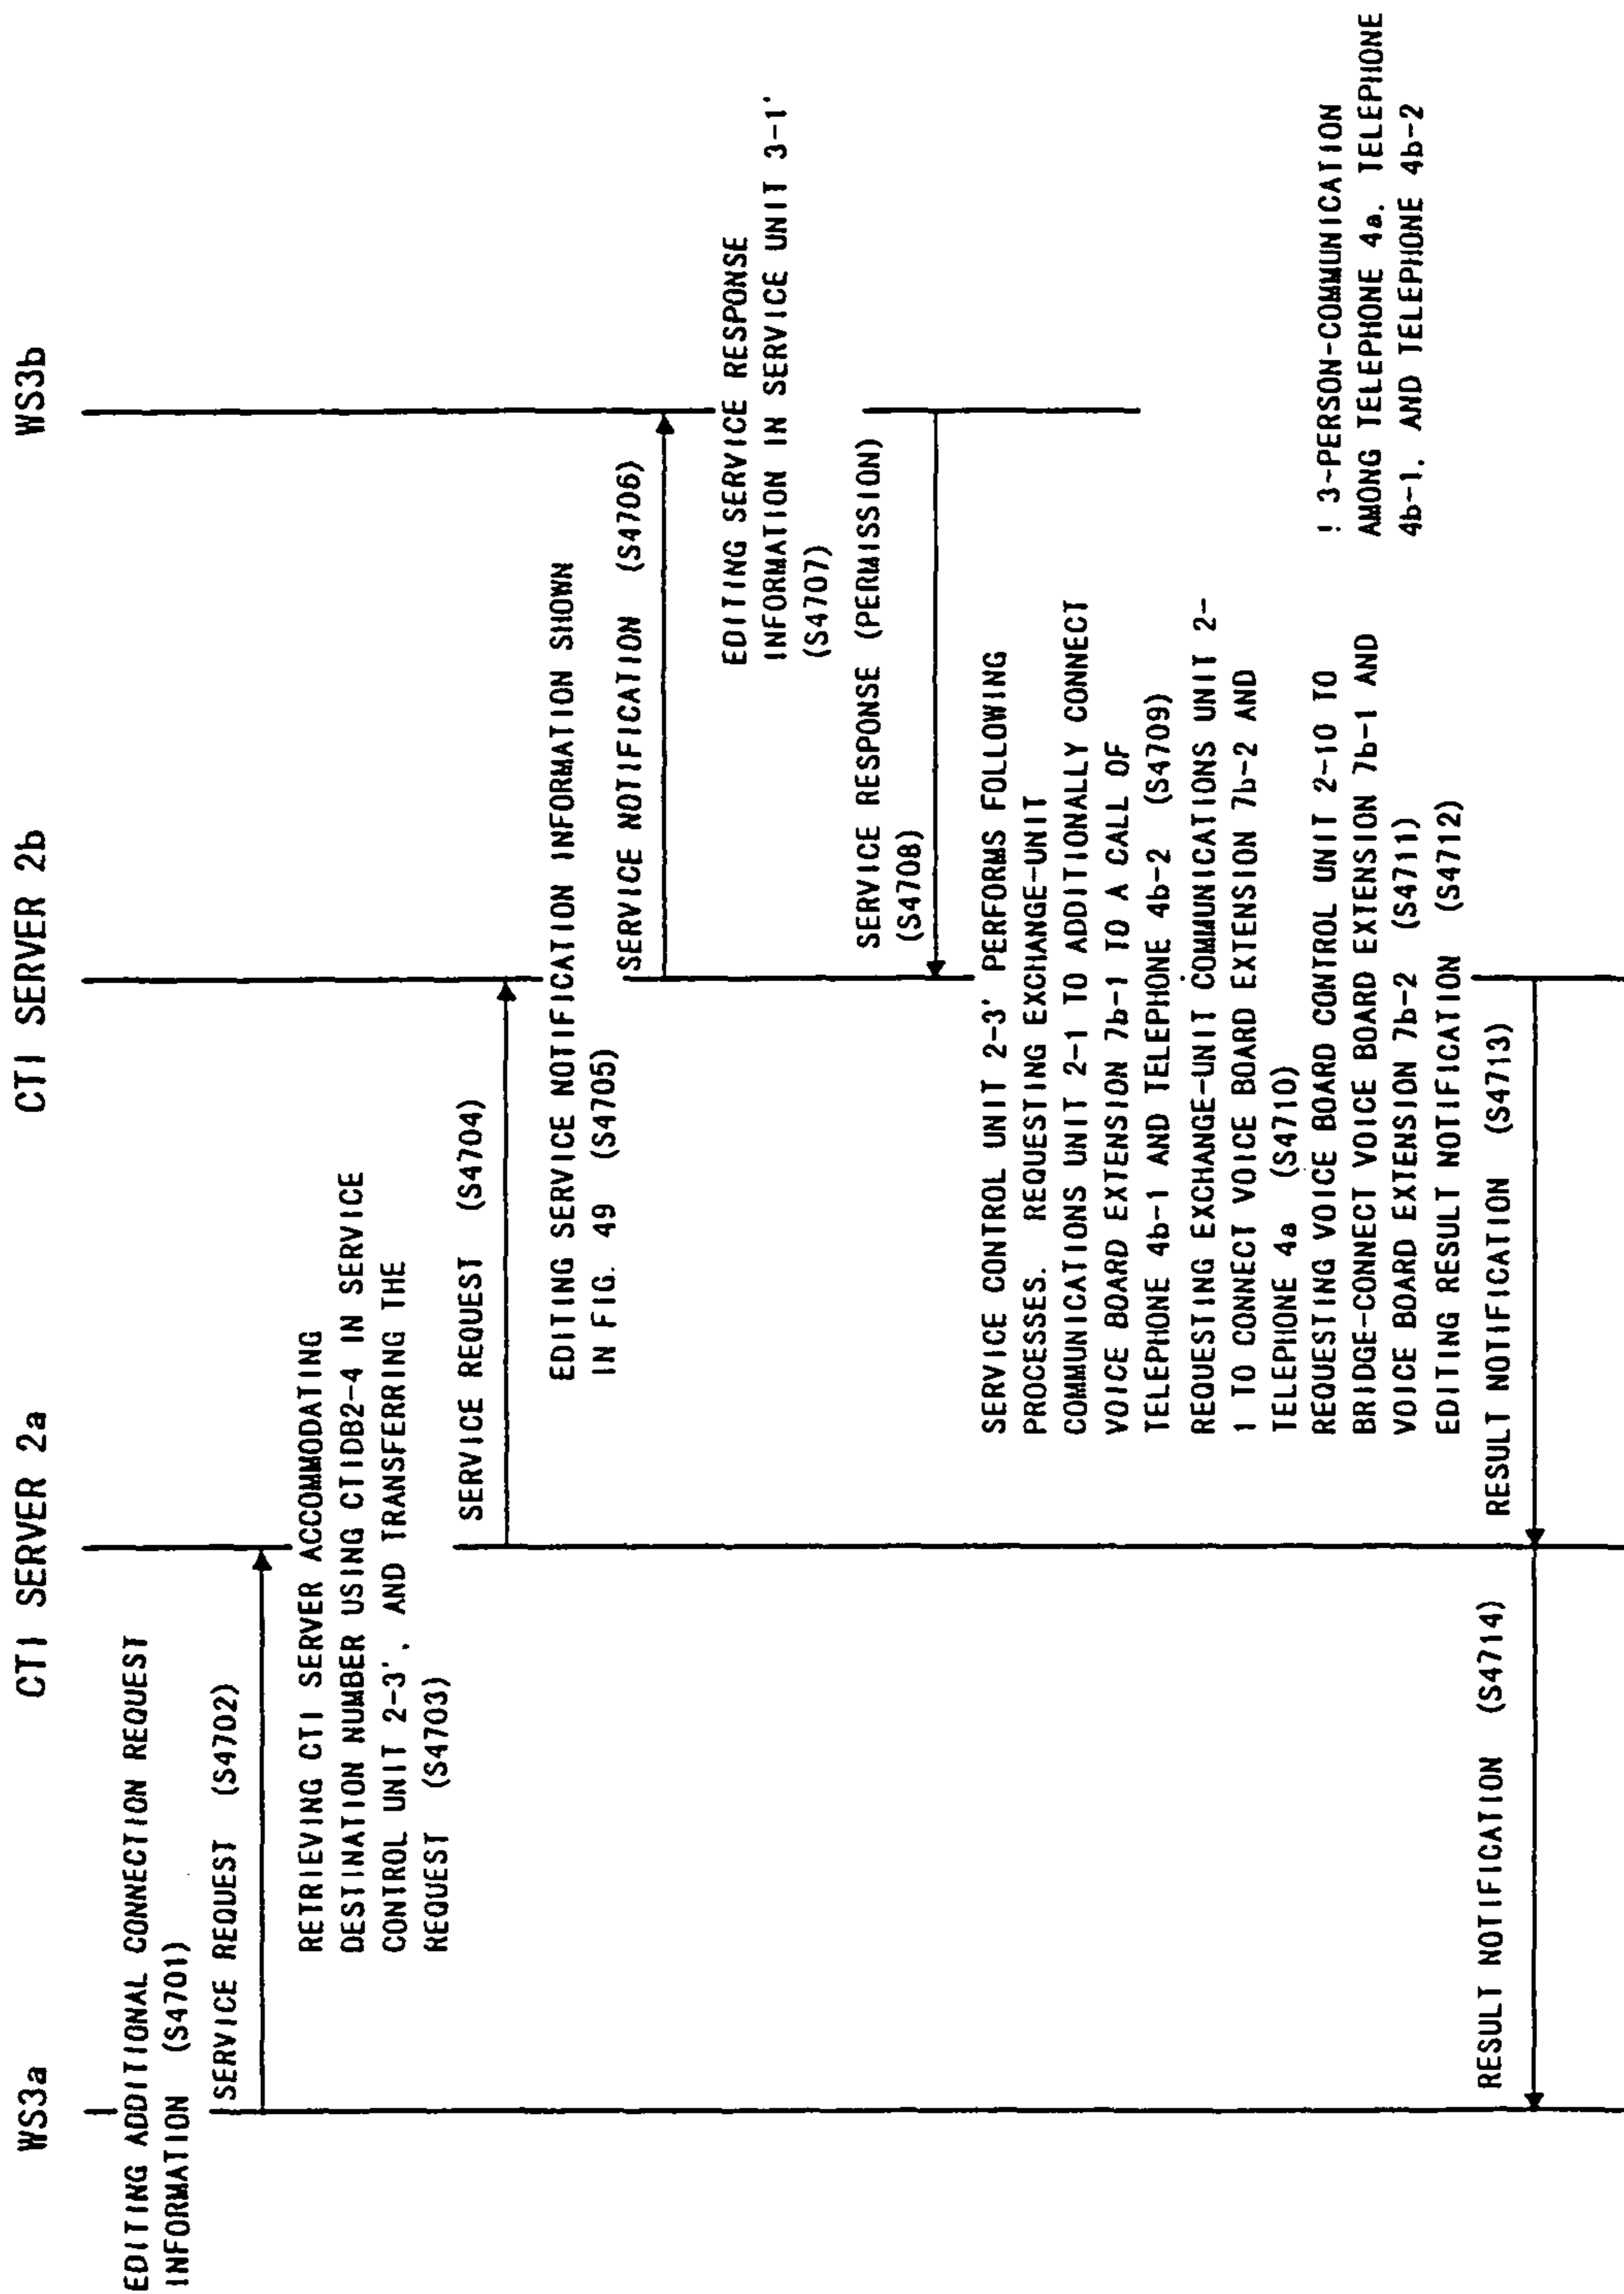 WS3a
CTI SERVER 2a
CTI SERVER 2b
WS3b
EDITING ADDITIONAL CONNECTION REQUEST
INFORMATION (S4701)
SERVICE REQUEST (S4702)
RETRIEVING CTI SERVER ACCOMMODATING
DESTINATION NUMBER USING CTIDB2-4 IN SERVICE
CONTROL UNIT 2-3', AND TRANSFERRING THE
REQUEST (S4703)
SERVICE REQUEST (S4704)
EDITING SERVICE NOTIFICATION INFORMATION SHOWN
IN FIG. 49 (S4705)
SERVICE NOTIFICATION (S4706)
EDITING SERVICE RESPONSE
INFORMATION IN SERVICE UNIT 3-1'
(S4707)
SERVICE RESPONSE (PERMISSION)
(S4708)
SERVICE CONTROL UNIT 2-3' PERFORMS FOLLOWING
PROCESSES. REQUESTING EXCHANGE-UNIT
COMMUNICATIONS UNIT 2-1 TO ADDITIONALLY CONNECT
VOICE BOARD EXTENSION 7b-1 TO A CALL OF
TELEPHONE 4b-1 AND TELEPHONE 4b-2 (S4709)
REQUESTING EXCHANGE-UNIT COMMUNICATIONS UNIT 2-
1 TO CONNECT VOICE BOARD EXTENSION 7b-2 AND
TELEPHONE 4a (S4710)
REQUESTING VOICE BOARD CONTROL UNIT 2-10 TO
BRIDGE-CONNECT VOICE BOARD EXTENSION 7b-1 AND
VOICE BOARD EXTENSION 7b-2 (S4711)
EDITING RESULT NOTIFICATION (S4712)
! 3-PERSON-COMMUNICATION
AMONG TELEPHONE 4a. TELEPHONE
4b-1, AND TELEPHONE 4b-2
RESULT NOTIFICATION (S4713)
RESULT NOTIFICATION (S4714)